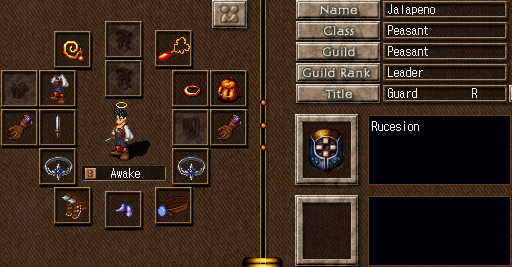 Name Jalapeno
Class Peasant
Guild Peasant
Guild Rank Leader
Title Guard R
Rucesion
Awake